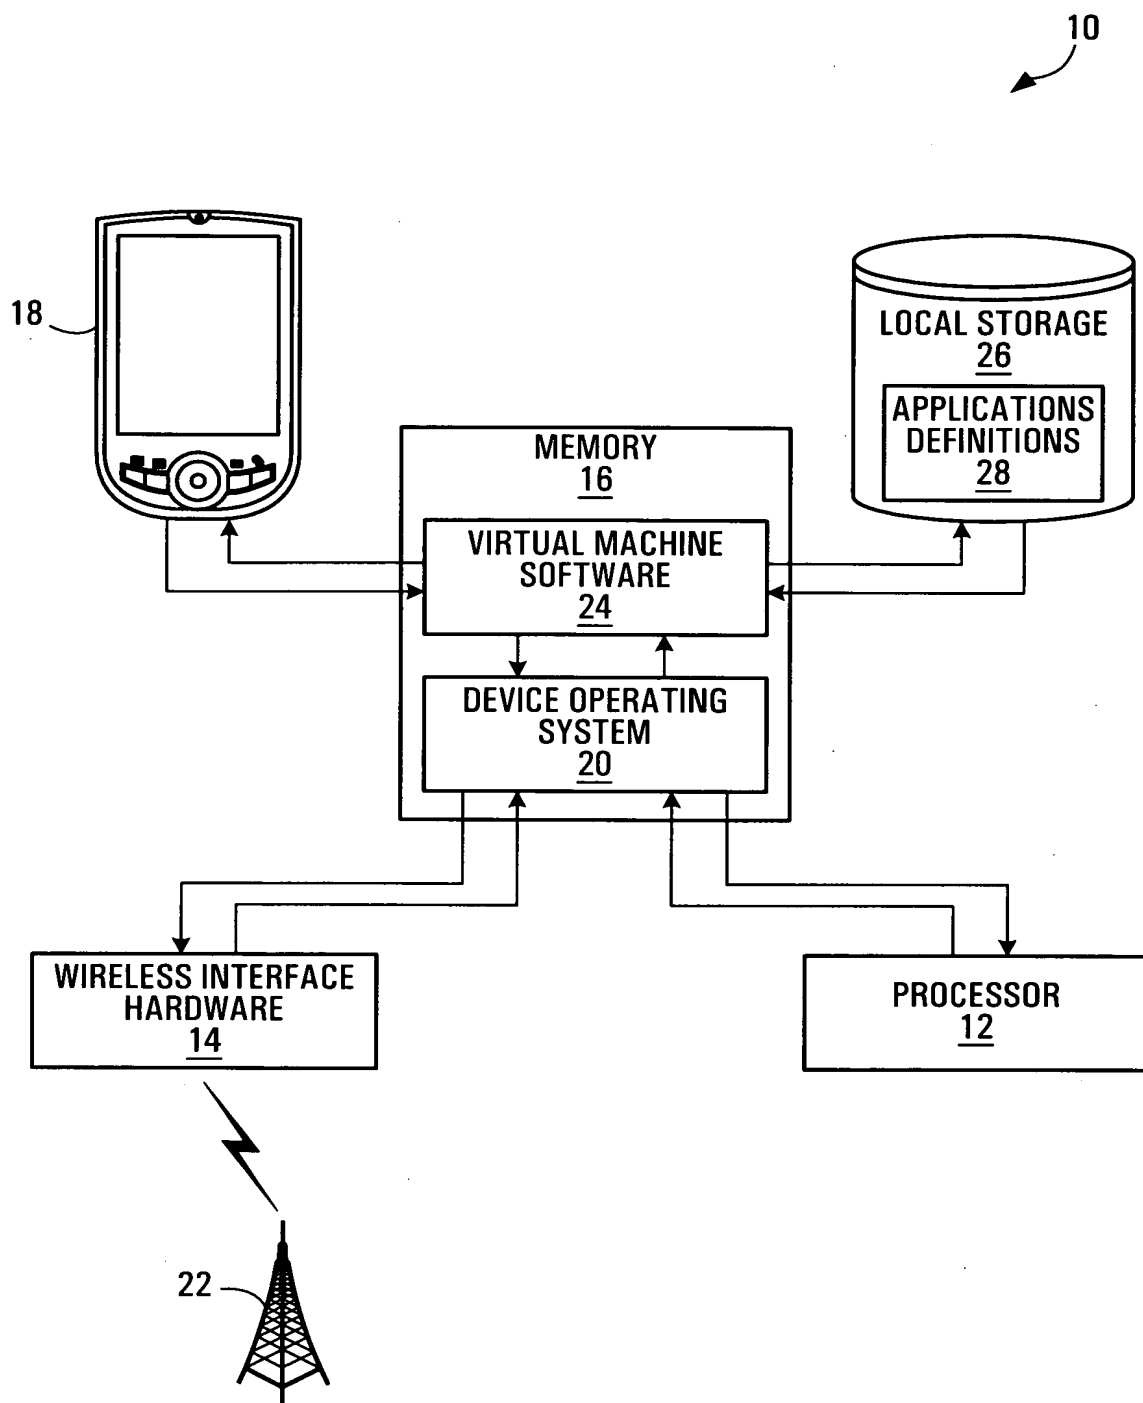 10
18
LOCAL STORAGE
26
APPLICATIONS
DEFINITIONS
28
MEMORY
16
VIRTUAL MACHINE
SOFTWARE
24
DEVICE OPERATING
SYSTEM
20
WIRELESS INTERFACE
HARDWARE
14
PROCESSOR
12
22